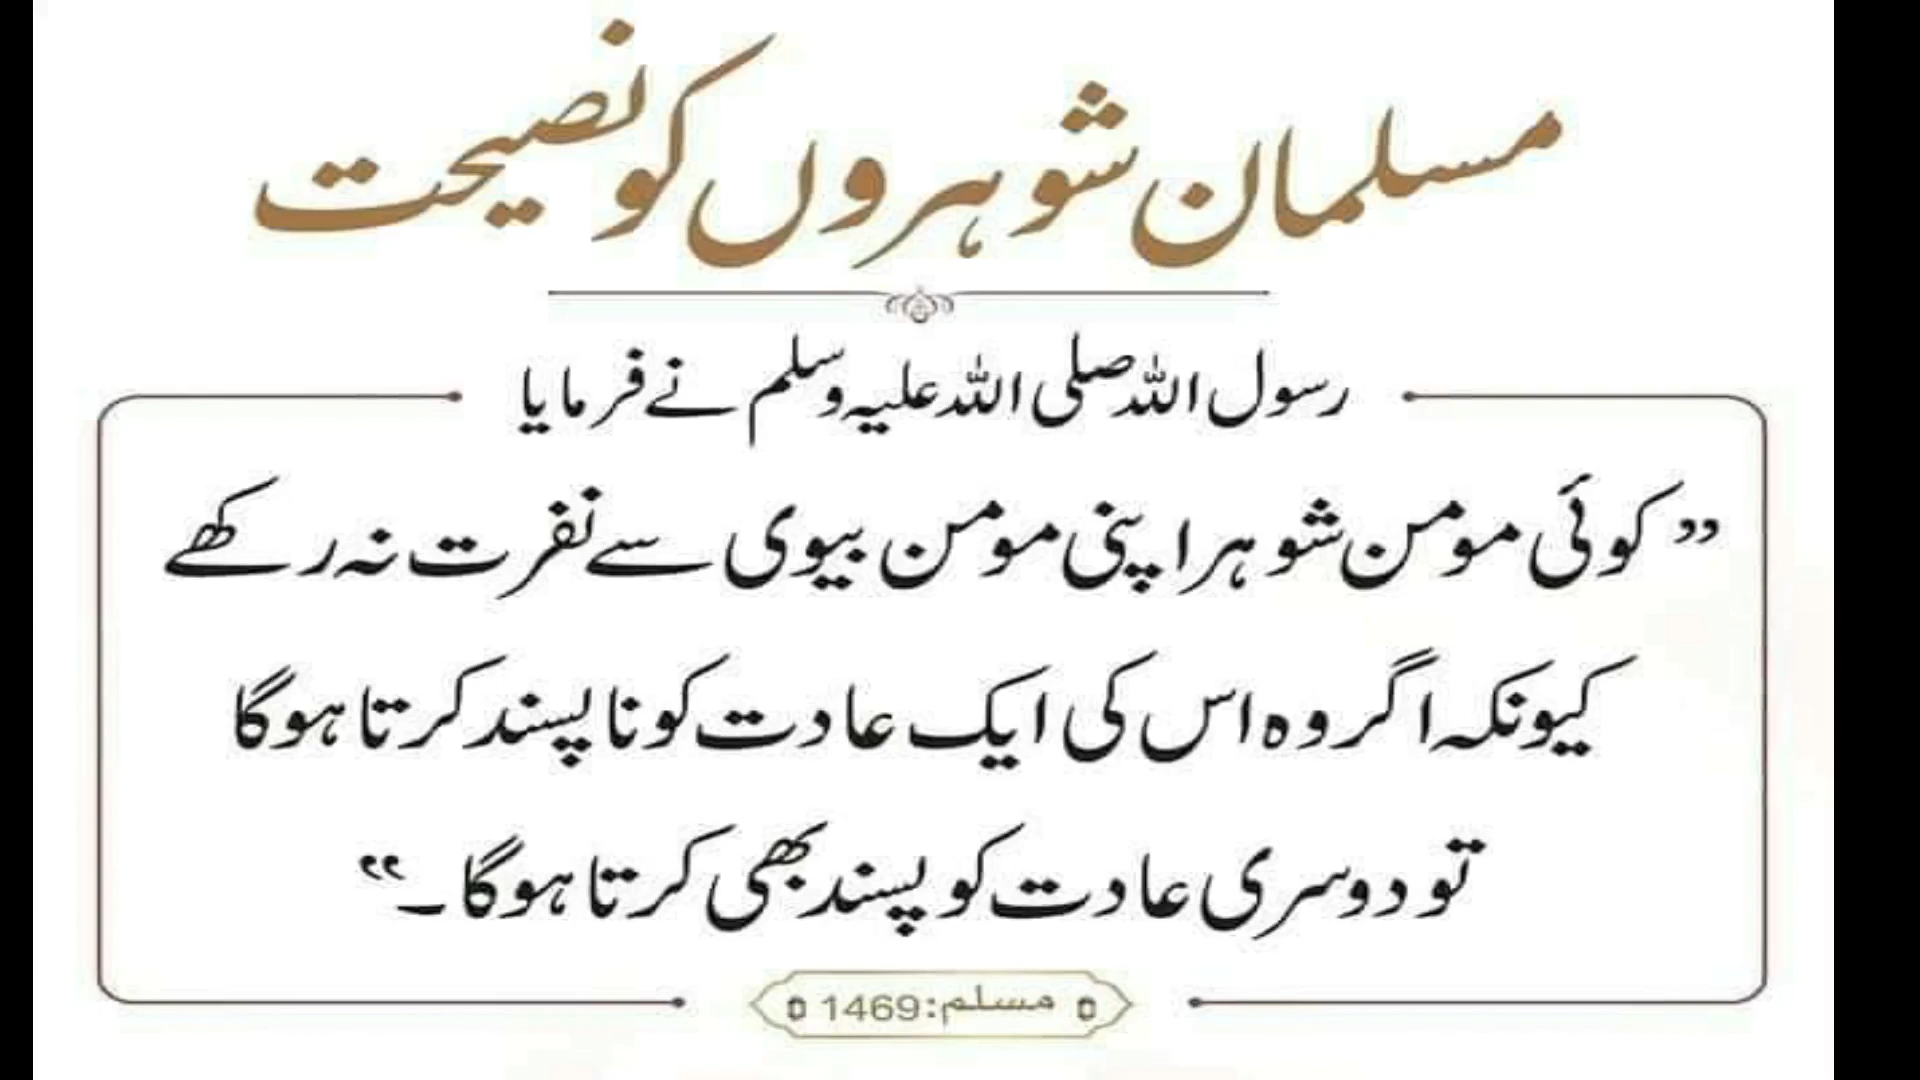 مسلمان شوہروں کو نصیحت
رسول اللہ صلی اللہ علیہ وسلم نے فرمایا
”کوئی مومن شوہر اپنی مومن بیوی سے نفرت نہ رکھے
کیونکہ اگر وہ اس کی ایک عادت کو ناپسند کرتا ہوگا
تو دوسری عادت کو پسند بھی کرتا ہوگا۔“
مسلم:1469